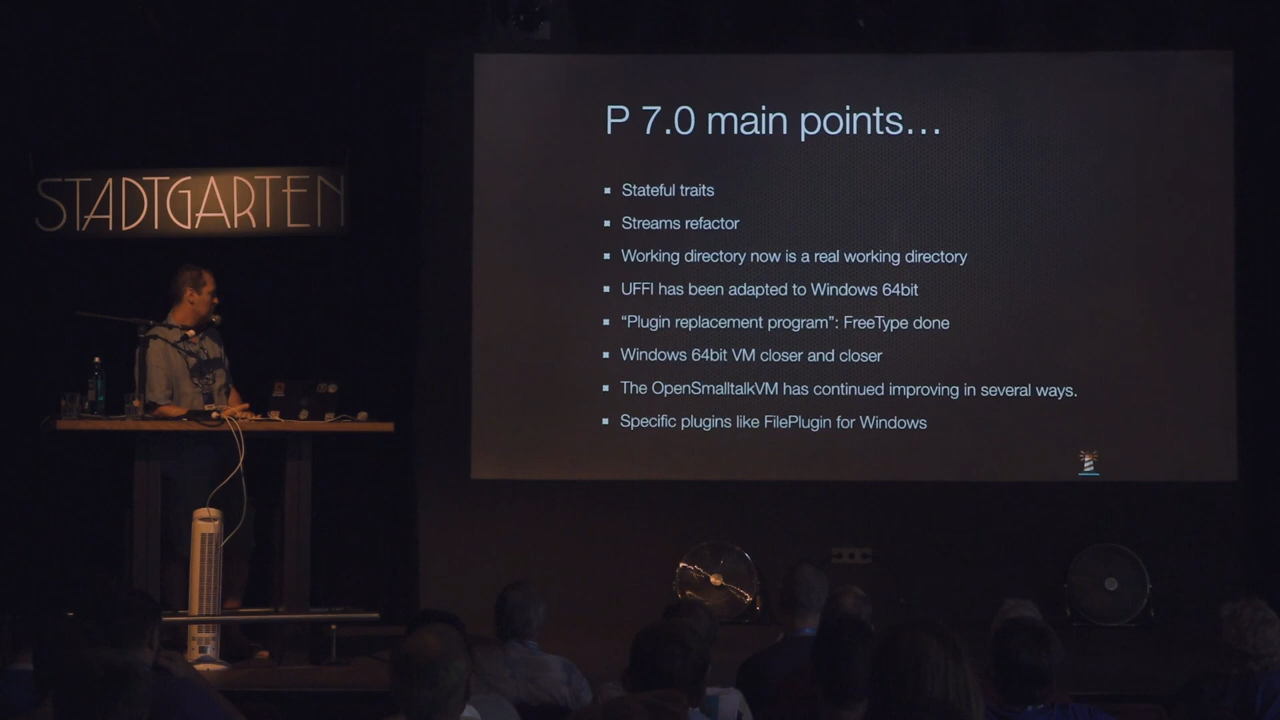 STADTGARTEN
P 7.0 main points…
▪ Stateful traits
▪ Streams refactor
▪ Working directory now is a real working directory
▪ UFFI has been adapted to Windows 64bit
▪ “Plugin replacement program”: FreeType done
▪ Windows 64bit VM closer and closer
▪ The OpenSmalltalkVM has continued improving in several ways.
▪ Specific plugins like FilePlugin for Windows